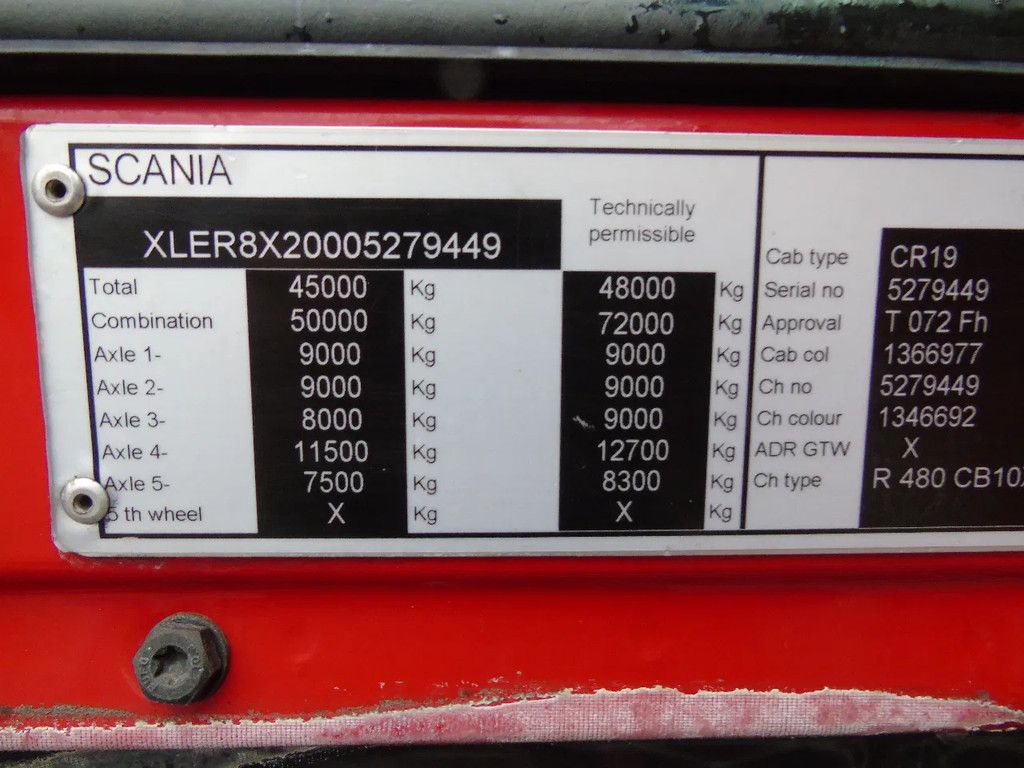 SCANIA
XLER8X20005279449
Technically
permissible
Total 45000 Kg 48000 Kg
Combination 50000 Kg 72000 Kg
Axle 1- 9000 Kg 9000 Kg
Axle 2- 9000 Kg 9000 Kg
Axle 3- 8000 Kg 9000 Kg
Axle 4- 11500 Kg 12700 Kg
Axle 5- 7500 Kg 8300 Kg
5 th wheel X Kg X Kg
Cab type CR19
Serial no 5279449
Approval T 072 Fh
Cab col 1366977
Ch no 5279449
Ch colour 1346692
ADR GTW X
Ch type R 480 CB10